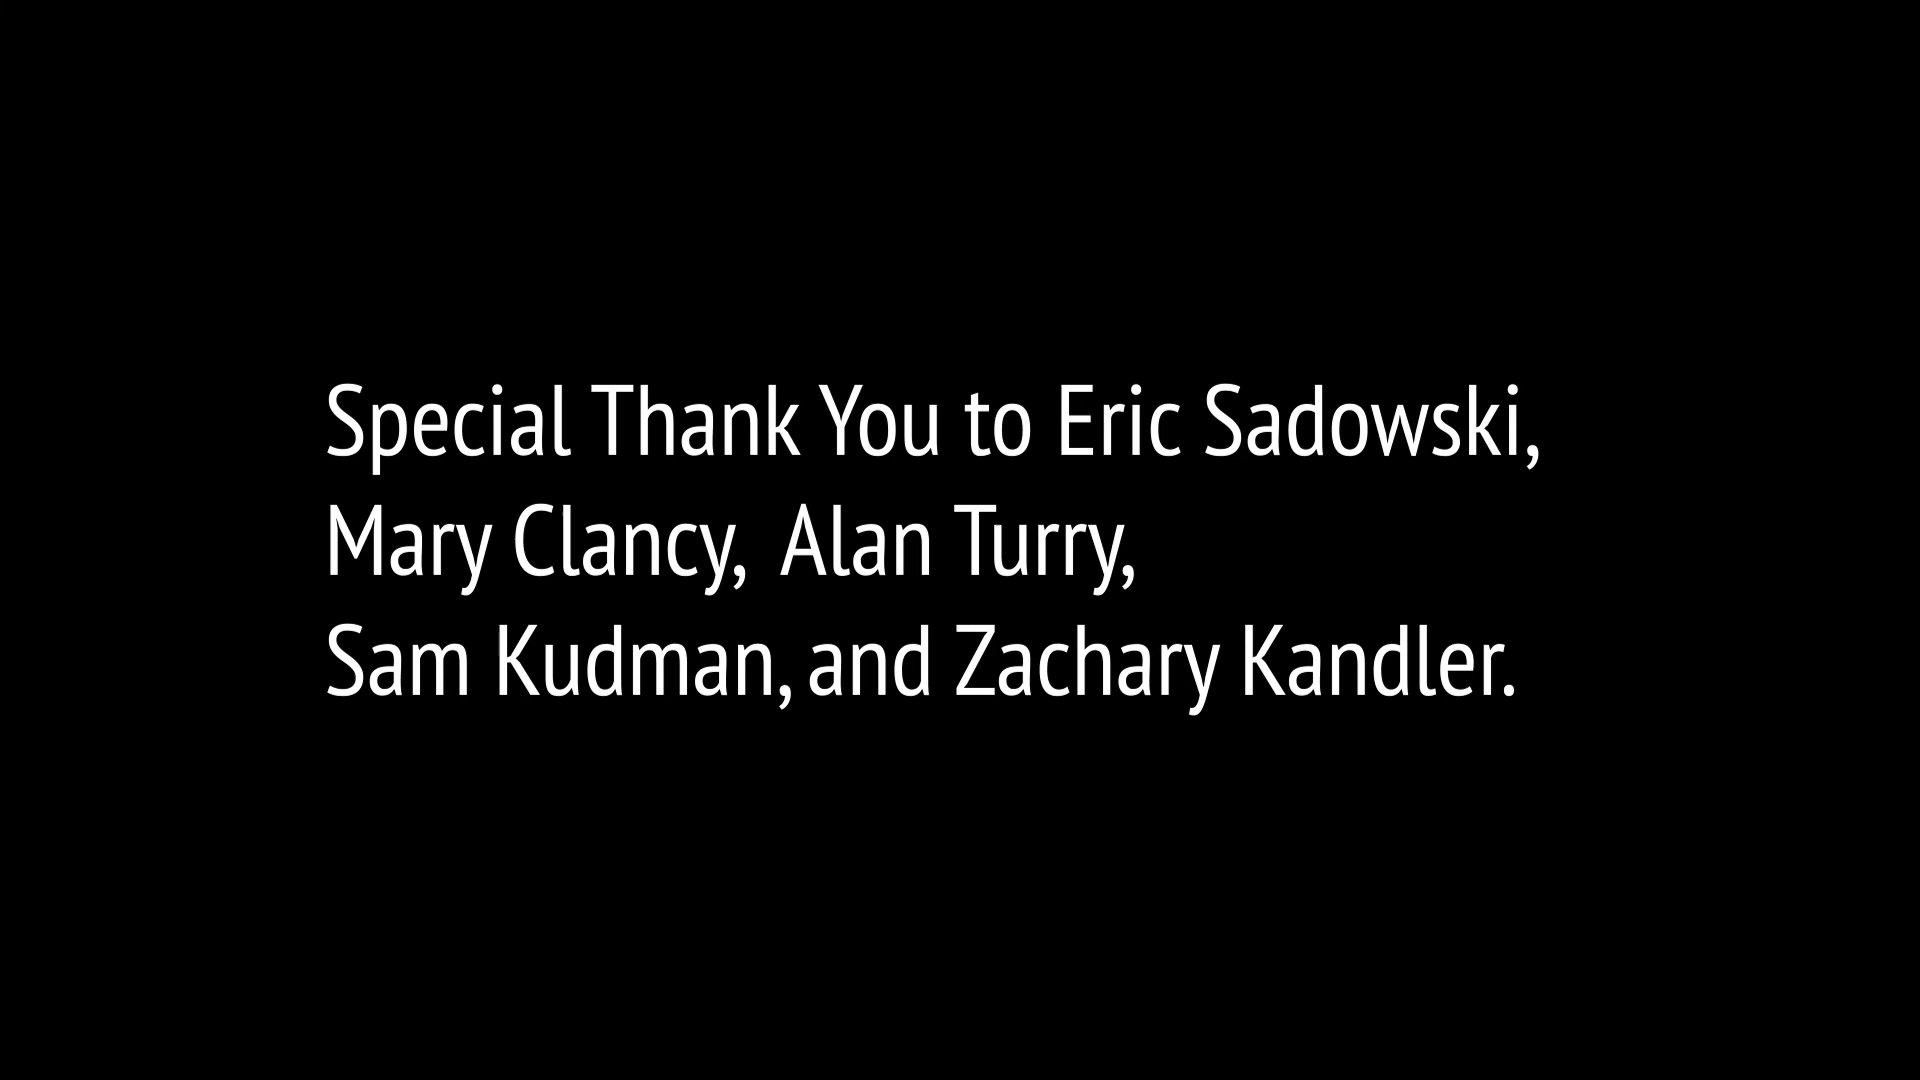 Special Thank You to Eric Sadowski,
Mary Clancy,  Alan Turry,
Sam Kudman, and Zachary Kandler.